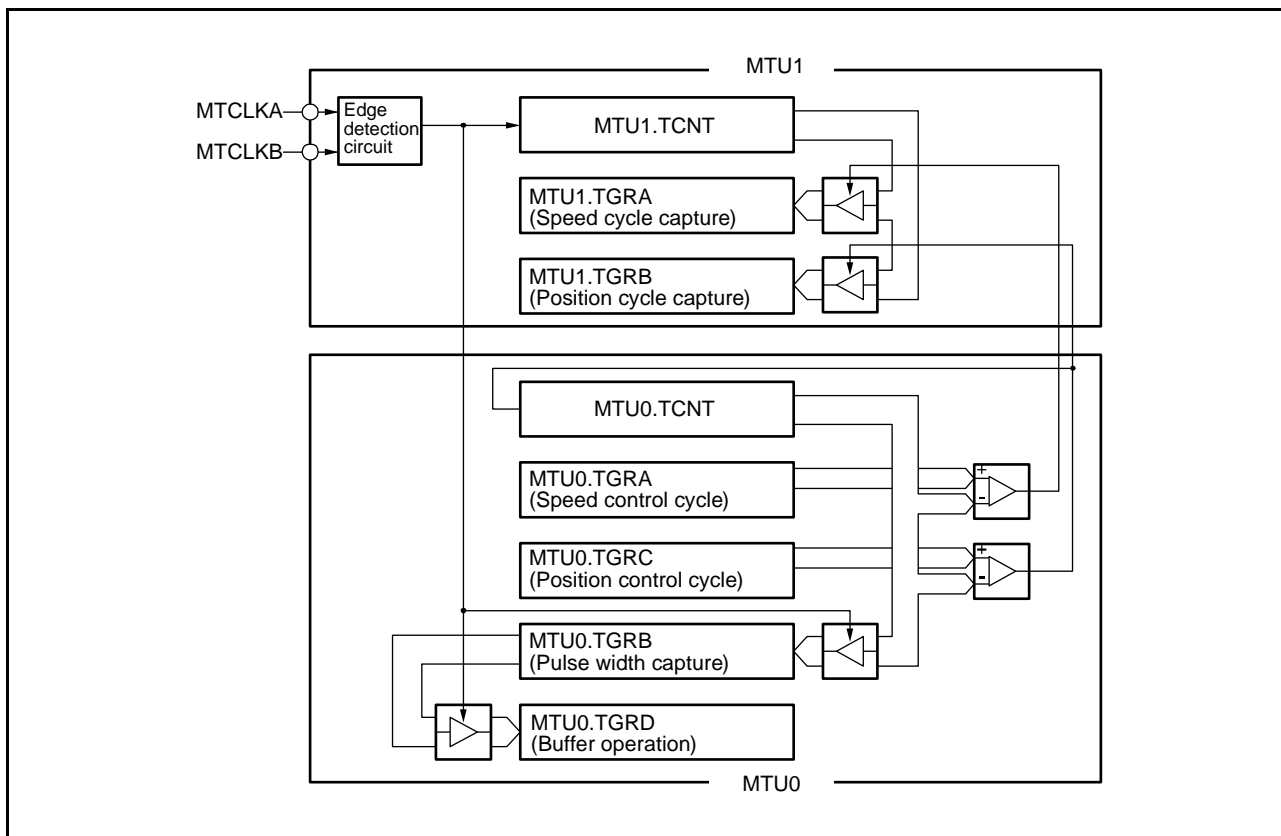 MTU1
MTCLKA
MTCLKB
Edge
detection
circuit
MTU1.TCNT
MTU1.TGRA
(Speed cycle capture)
MTU1.TGRB
(Position cycle capture)
MTU0.TCNT
MTU0.TGRA
(Speed control cycle)
+
-
MTU0.TGRC
(Position control cycle)
+
-
MTU0.TGRB
(Pulse width capture)
MTU0.TGRD
(Buffer operation)
MTU0